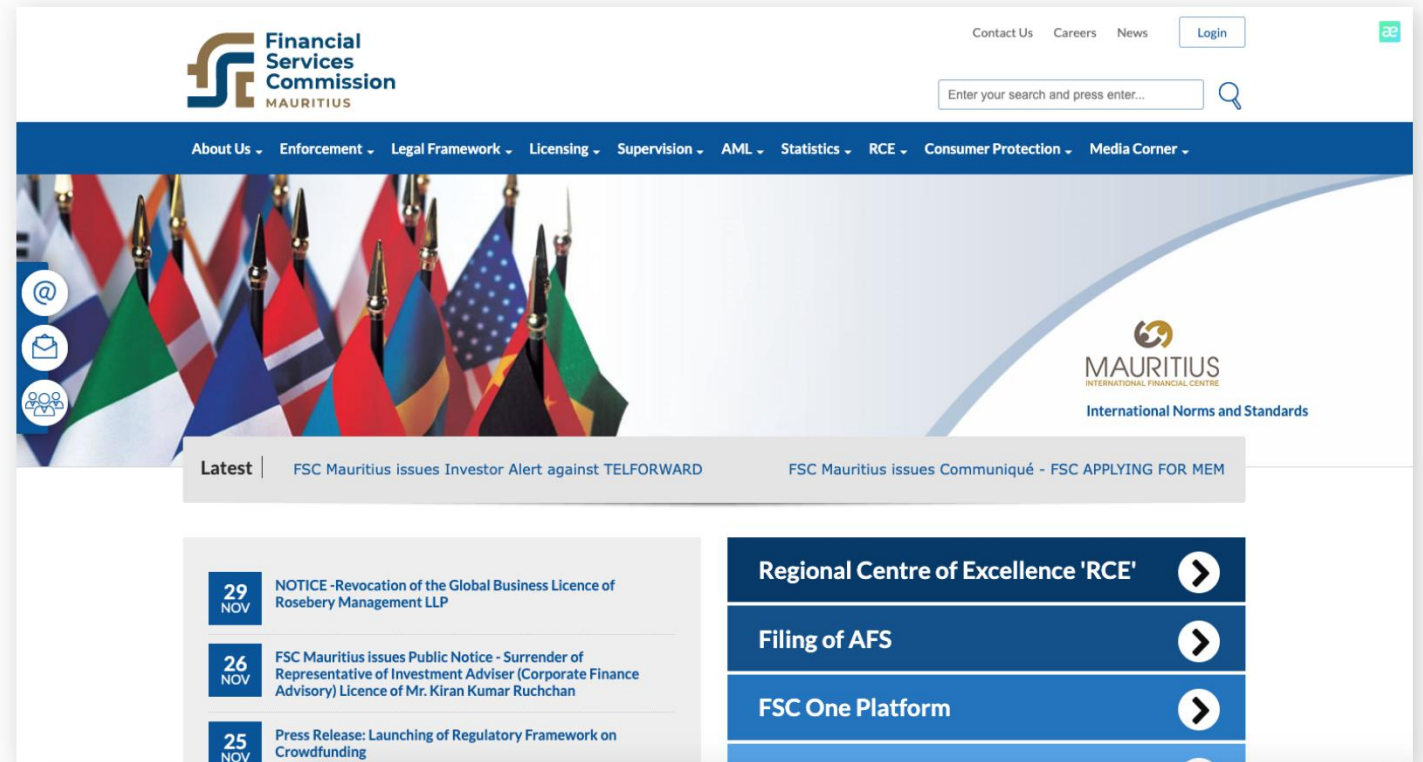 Financial
Services
Commission
MAURITIUS
Contact Us Careers News Login
æ
Enter your search and press enter...
About Us Enforcement Legal Framework Licensing Supervision AML Statistics RCE Consumer Protection Media Corner
@
MAURITIUS
INTERNATIONAL FINANCIAL CENTRE
International Norms and Standards
Latest FSC Mauritius issues Investor Alert against TELFORWARD FSC Mauritius issues Communiqué - FSC APPLYING FOR MEM
29
NOV
NOTICE -Revocation of the Global Business Licence of
Rosebery Management LLP
26
NOV
FSC Mauritius issues Public Notice - Surrender of
Representative of Investment Adviser (Corporate Finance
Advisory) Licence of Mr. Kiran Kumar Ruchchan
25
NOV
Press Release: Launching of Regulatory Framework on
Crowdfunding
Regional Centre of Excellence 'RCE'
Filing of AFS
FSC One Platform